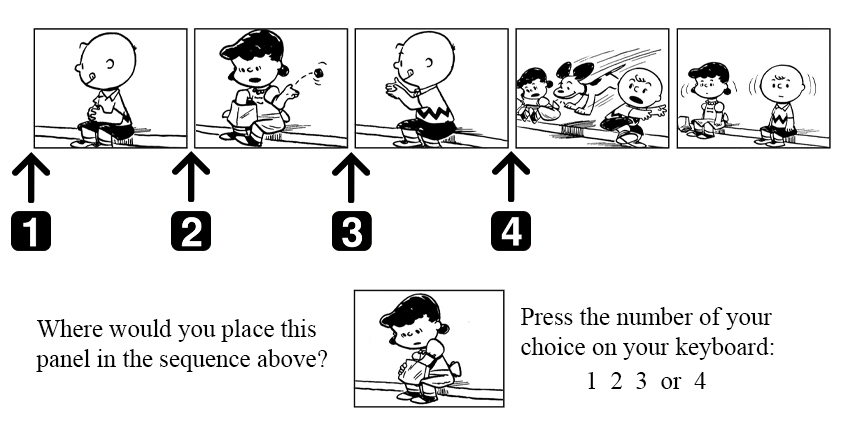 1
2
3
4
Where would you place this
panel in the sequence above?
Press the number of your
choice on your keyboard:
1 2 3 or 4